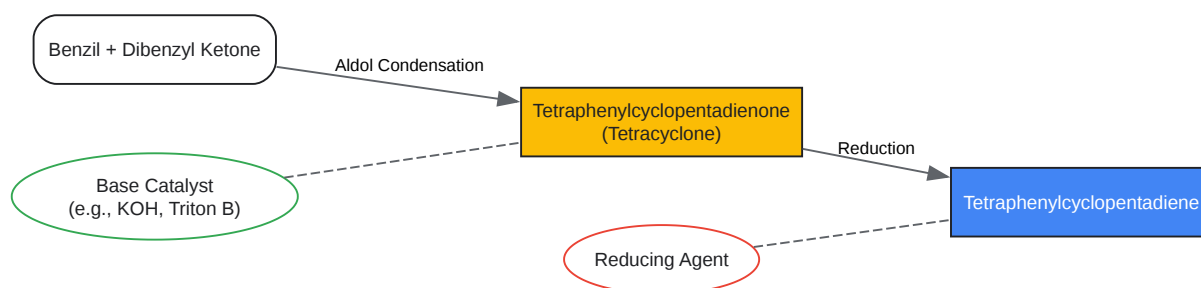 Benzil + Dibenzyl Ketone
Aldol Condensation
Tetraphenylcyclopentadienone
(Tetracyclone)
Base Catalyst
(e.g., KOH, Triton B)
Reduction
Tetraphenylcyclopentadiene
Reducing Agent